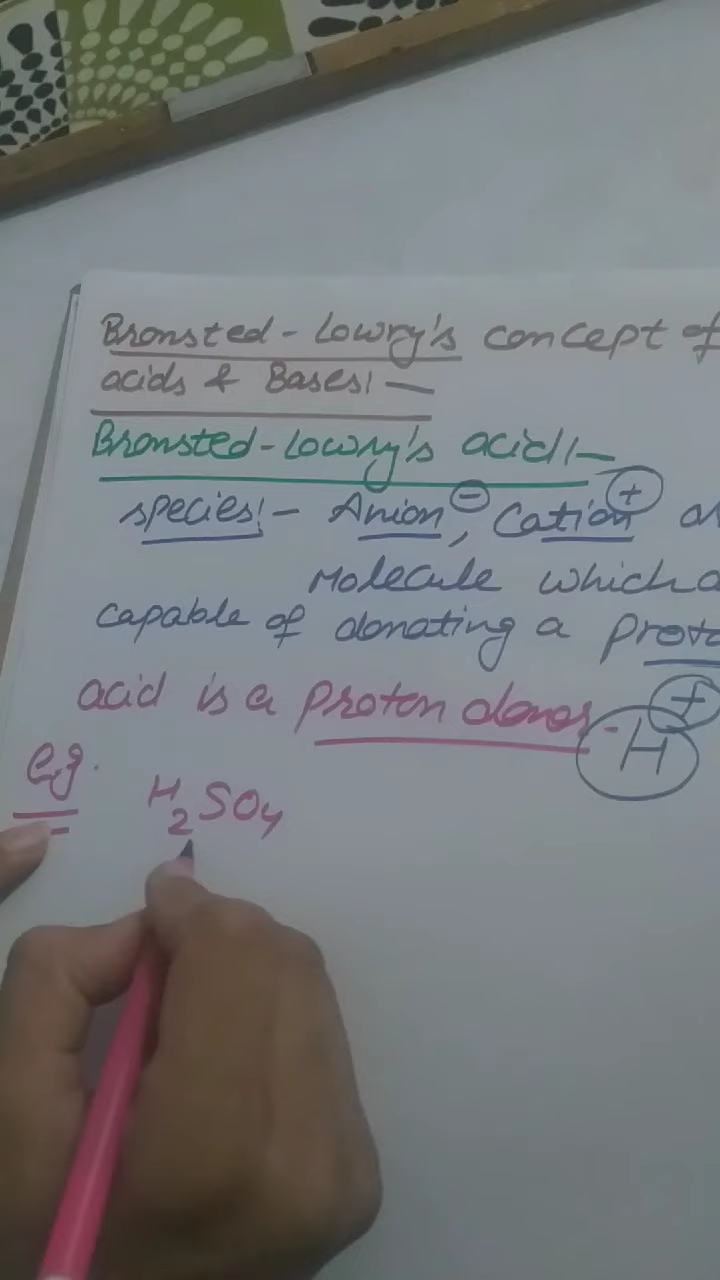 Bronsted-Lowry's concept of
acids & Bases:-
Bronsted-Lowry's acid:-
species:- Anion⊖, Cation⊕
Molecule which
capable of donating a
acid is a proton donor. H⊕
e.g. H₂SO₄